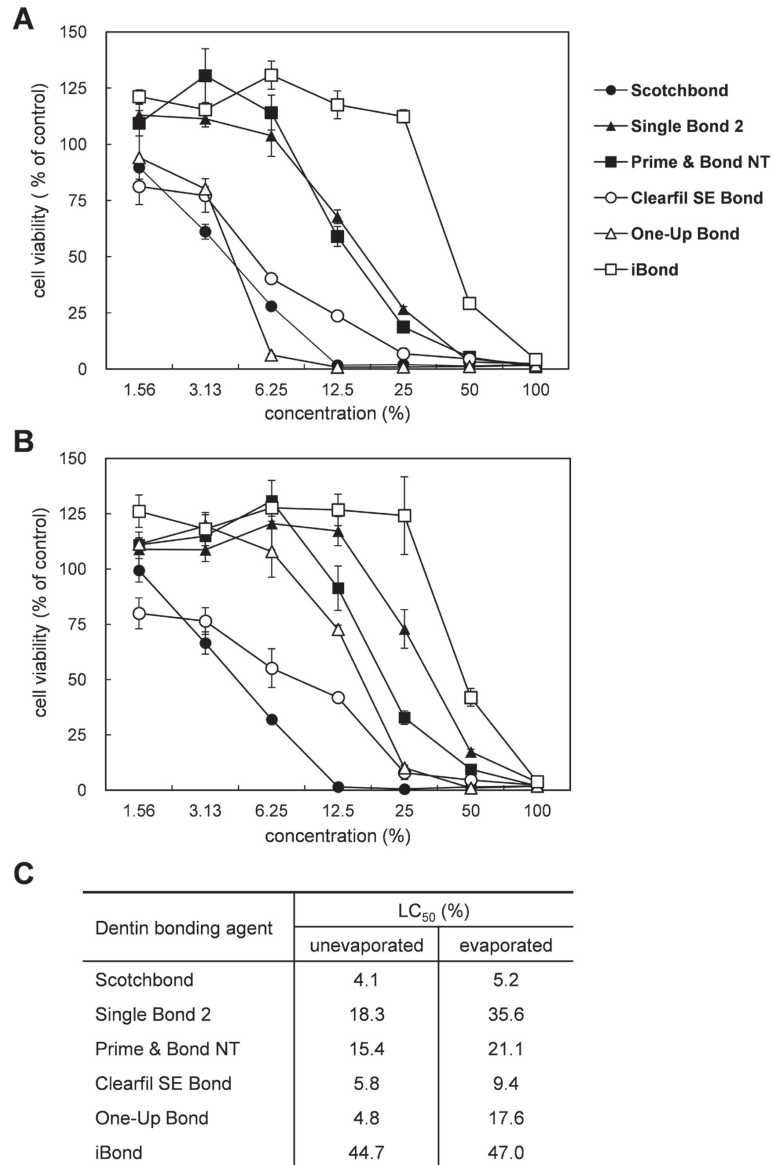 A
150
125
100
75
50
25
0
cell viability ( % of control)
1.56 3.13 6.25 12.5 25 50 100
concentration (%)
Scotchbond
Single Bond 2
Prime & Bond NT
Clearfil SE Bond
One-Up Bond
iBond
B
150
125
100
75
50
25
0
cell viability (% of control)
1.56 3.13 6.25 12.5 25 50 100
concentration (%)
C
Dentin bonding agent LC50 (%)
unevaporated evaporated
Scotchbond 4.1 5.2
Single Bond 2 18.3 35.6
Prime & Bond NT 15.4 21.1
Clearfil SE Bond 5.8 9.4
One-Up Bond 4.8 17.6
iBond 44.7 47.0